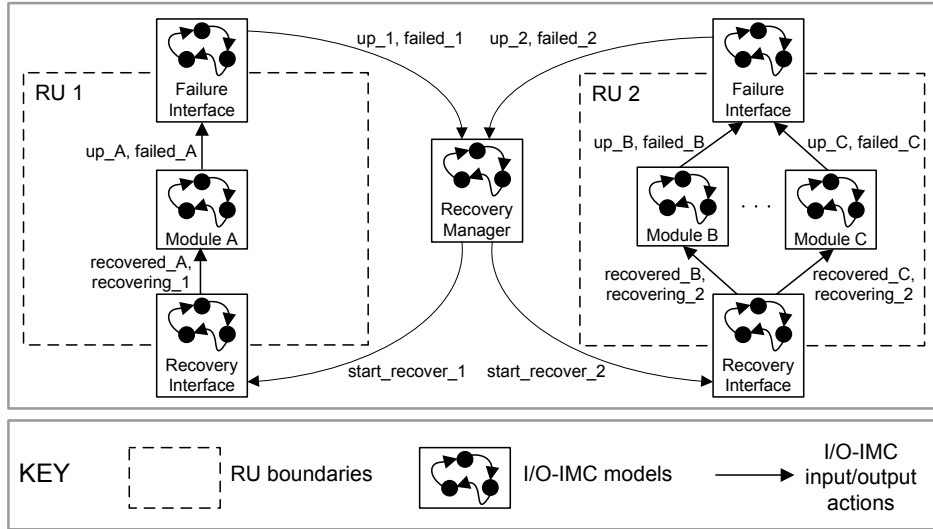 up_1, failed_1
up_2, failed_2
RU 1
Failure
Interface
RU 2
Failure
Interface
up_A, failed_A
up_B, failed_B
up_C, failed_C
Recovery
Manager
Module A
Module B
. . .
Module C
recovered_A,
recovering_1
recovered_B,
recovering_2
recovered_C,
recovering_2
Recovery
Interface
start_recover_1
start_recover_2
Recovery
Interface
KEY
RU boundaries
I/O-IMC models
I/O-IMC
input/output
actions